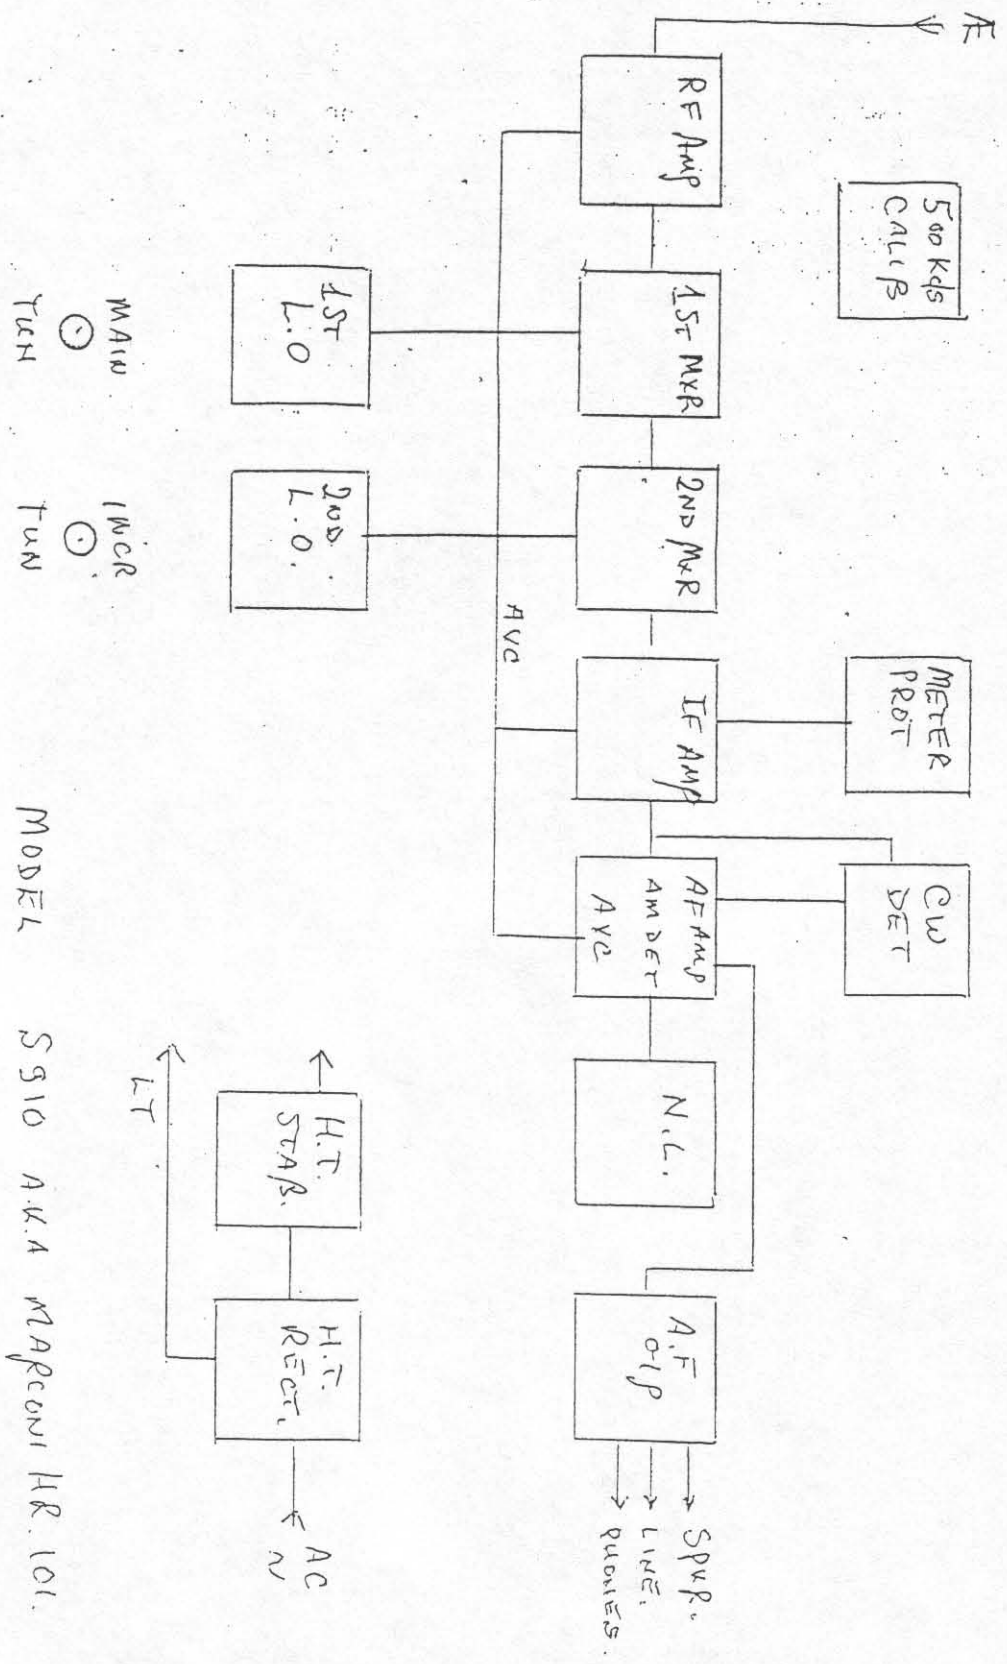 Æ
500 Kc/s
CALIB
METER
PROT
CW
DET
RF Amp
1ST MXR
2ND MXR
IF AMP
AF AMP
AM DET
AVC
N.L.
A.F
O/P
SPKR.
LINE.
PHONES.
AVC
1ST
L.O
2ND.
L.O.
H.T.
STAB.
H.T.
RECT.
AC
~
LT
MAIN
TUN
INCR
TUN
MODEL S910 A.K.A MARCONI HR.101.